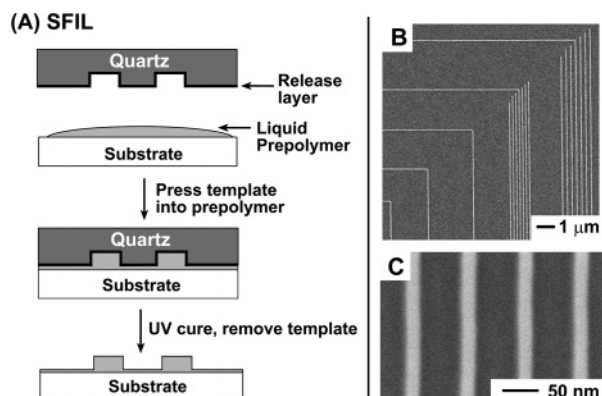 (A) SFIL
Quartz
Release
layer
Liquid
Prepolymer
Substrate
Press template
into prepolymer
Quartz
Substrate
UV cure, remove template
Substrate
B
1 μm
C
50 nm